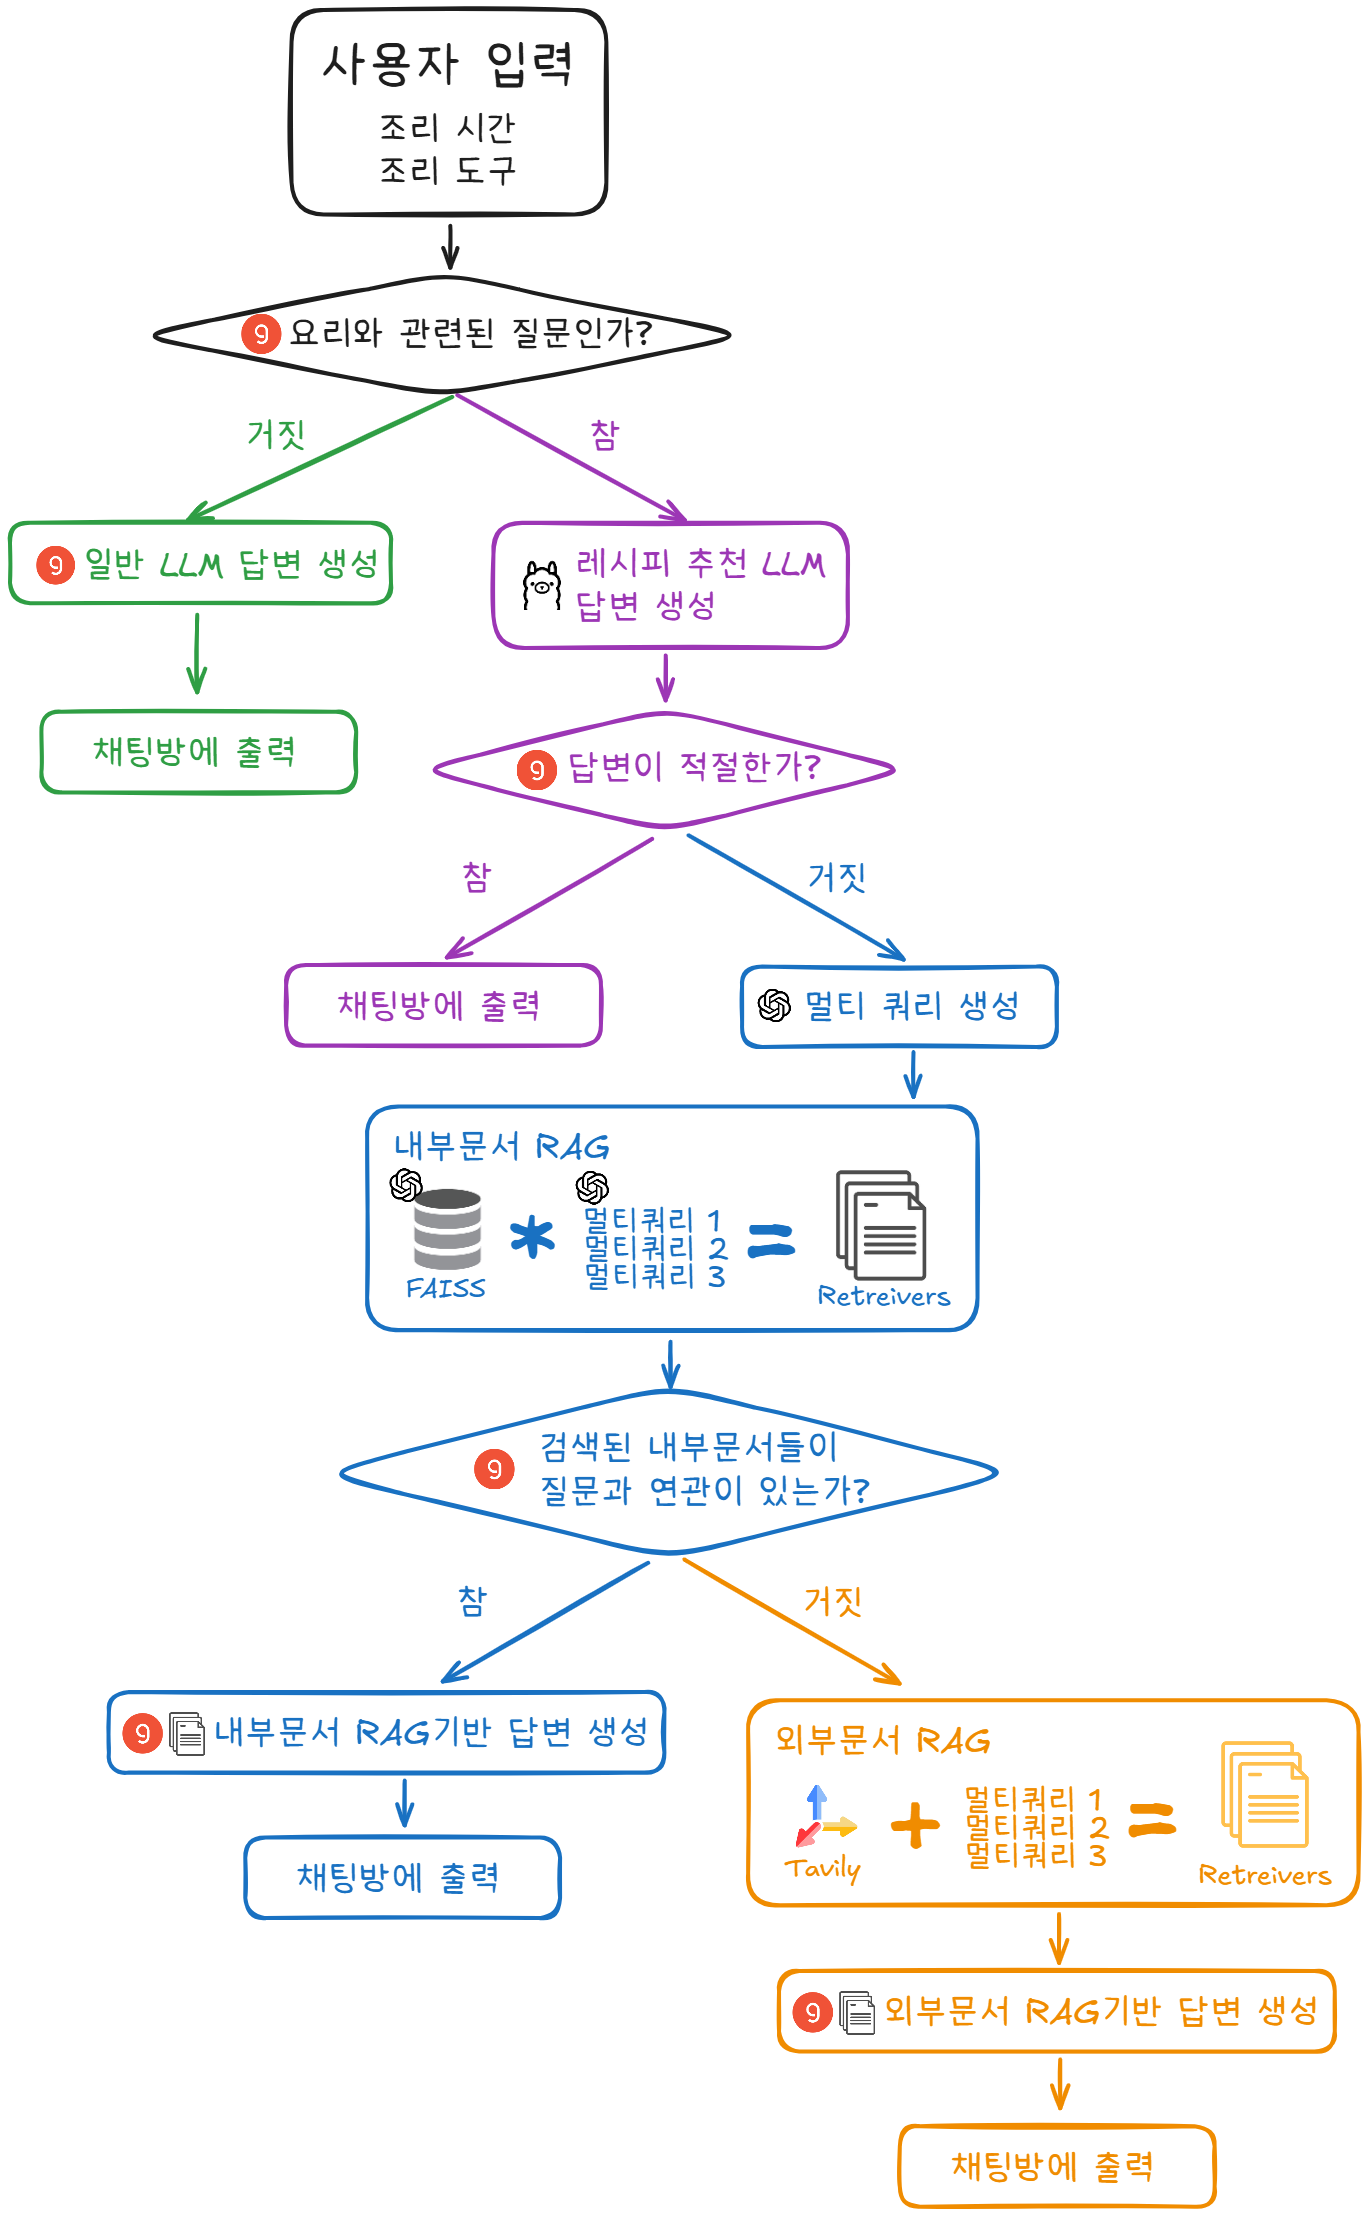 사용자 입력
조리 시간
조리 도구
요리와 관련된 질문인가?
거짓
참
일반 LLM 답변 생성
레시피 추천 LLM
답변 생성
채팅방에 출력
답변이 적절한가?
참
거짓
채팅방에 출력
멀티 쿼리 생성
내부문서 RAG
멀티쿼리 1
멀티쿼리 2
멀티쿼리 3
FAISS
Retreivers
검색된 내부문서들이
질문과 연관이 있는가?
참
거짓
내부문서 RAG기반 답변 생성
채팅방에 출력
외부문서 RAG
멀티쿼리 1
멀티쿼리 2
멀티쿼리 3
Tavily
Retreivers
외부문서 RAG기반 답변 생성
채팅방에 출력